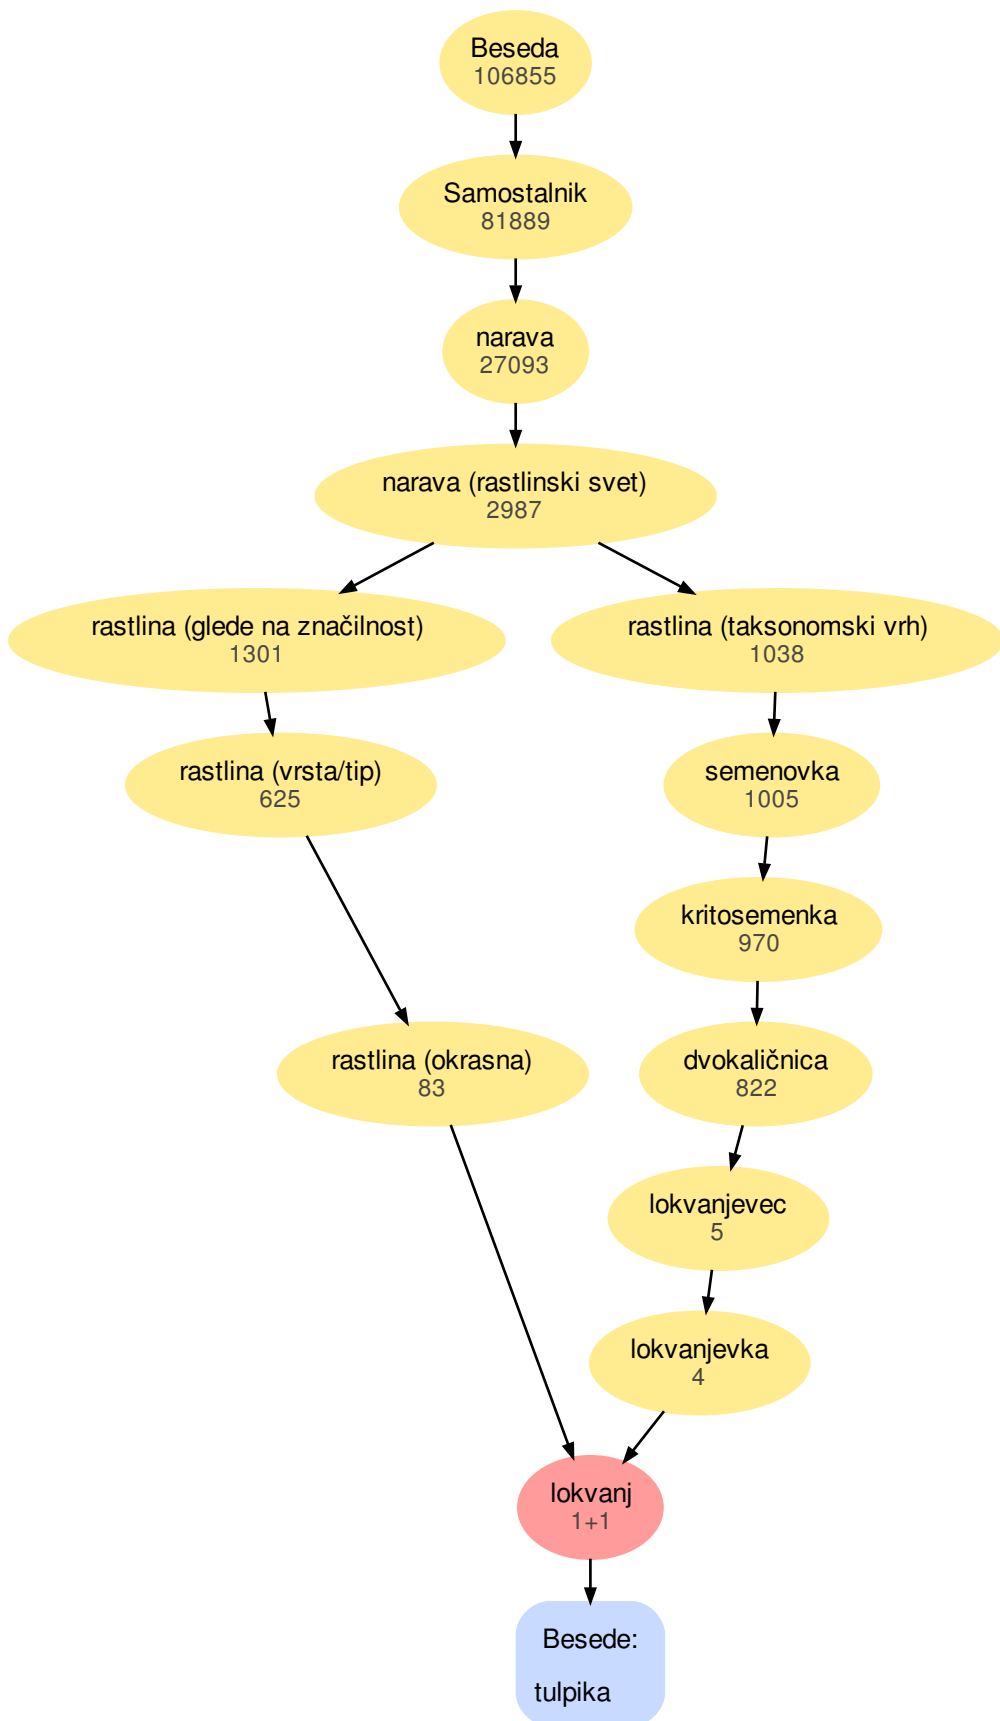 Beseda
106855
Samostalnik
81889
narava
27093
narava (rastlinski svet)
2987
rastlina (glede na značilnost)
1301
rastlina (taksonomski vrh)
1038
rastlina (vrsta/tip)
625
semenovka
1005
kritosemenka
970
rastlina (okrasna)
83
dvokaličnica
822
lokvanjevec
5
lokvanjevka
4
lokvanj
1+1
Besede:
tulpika